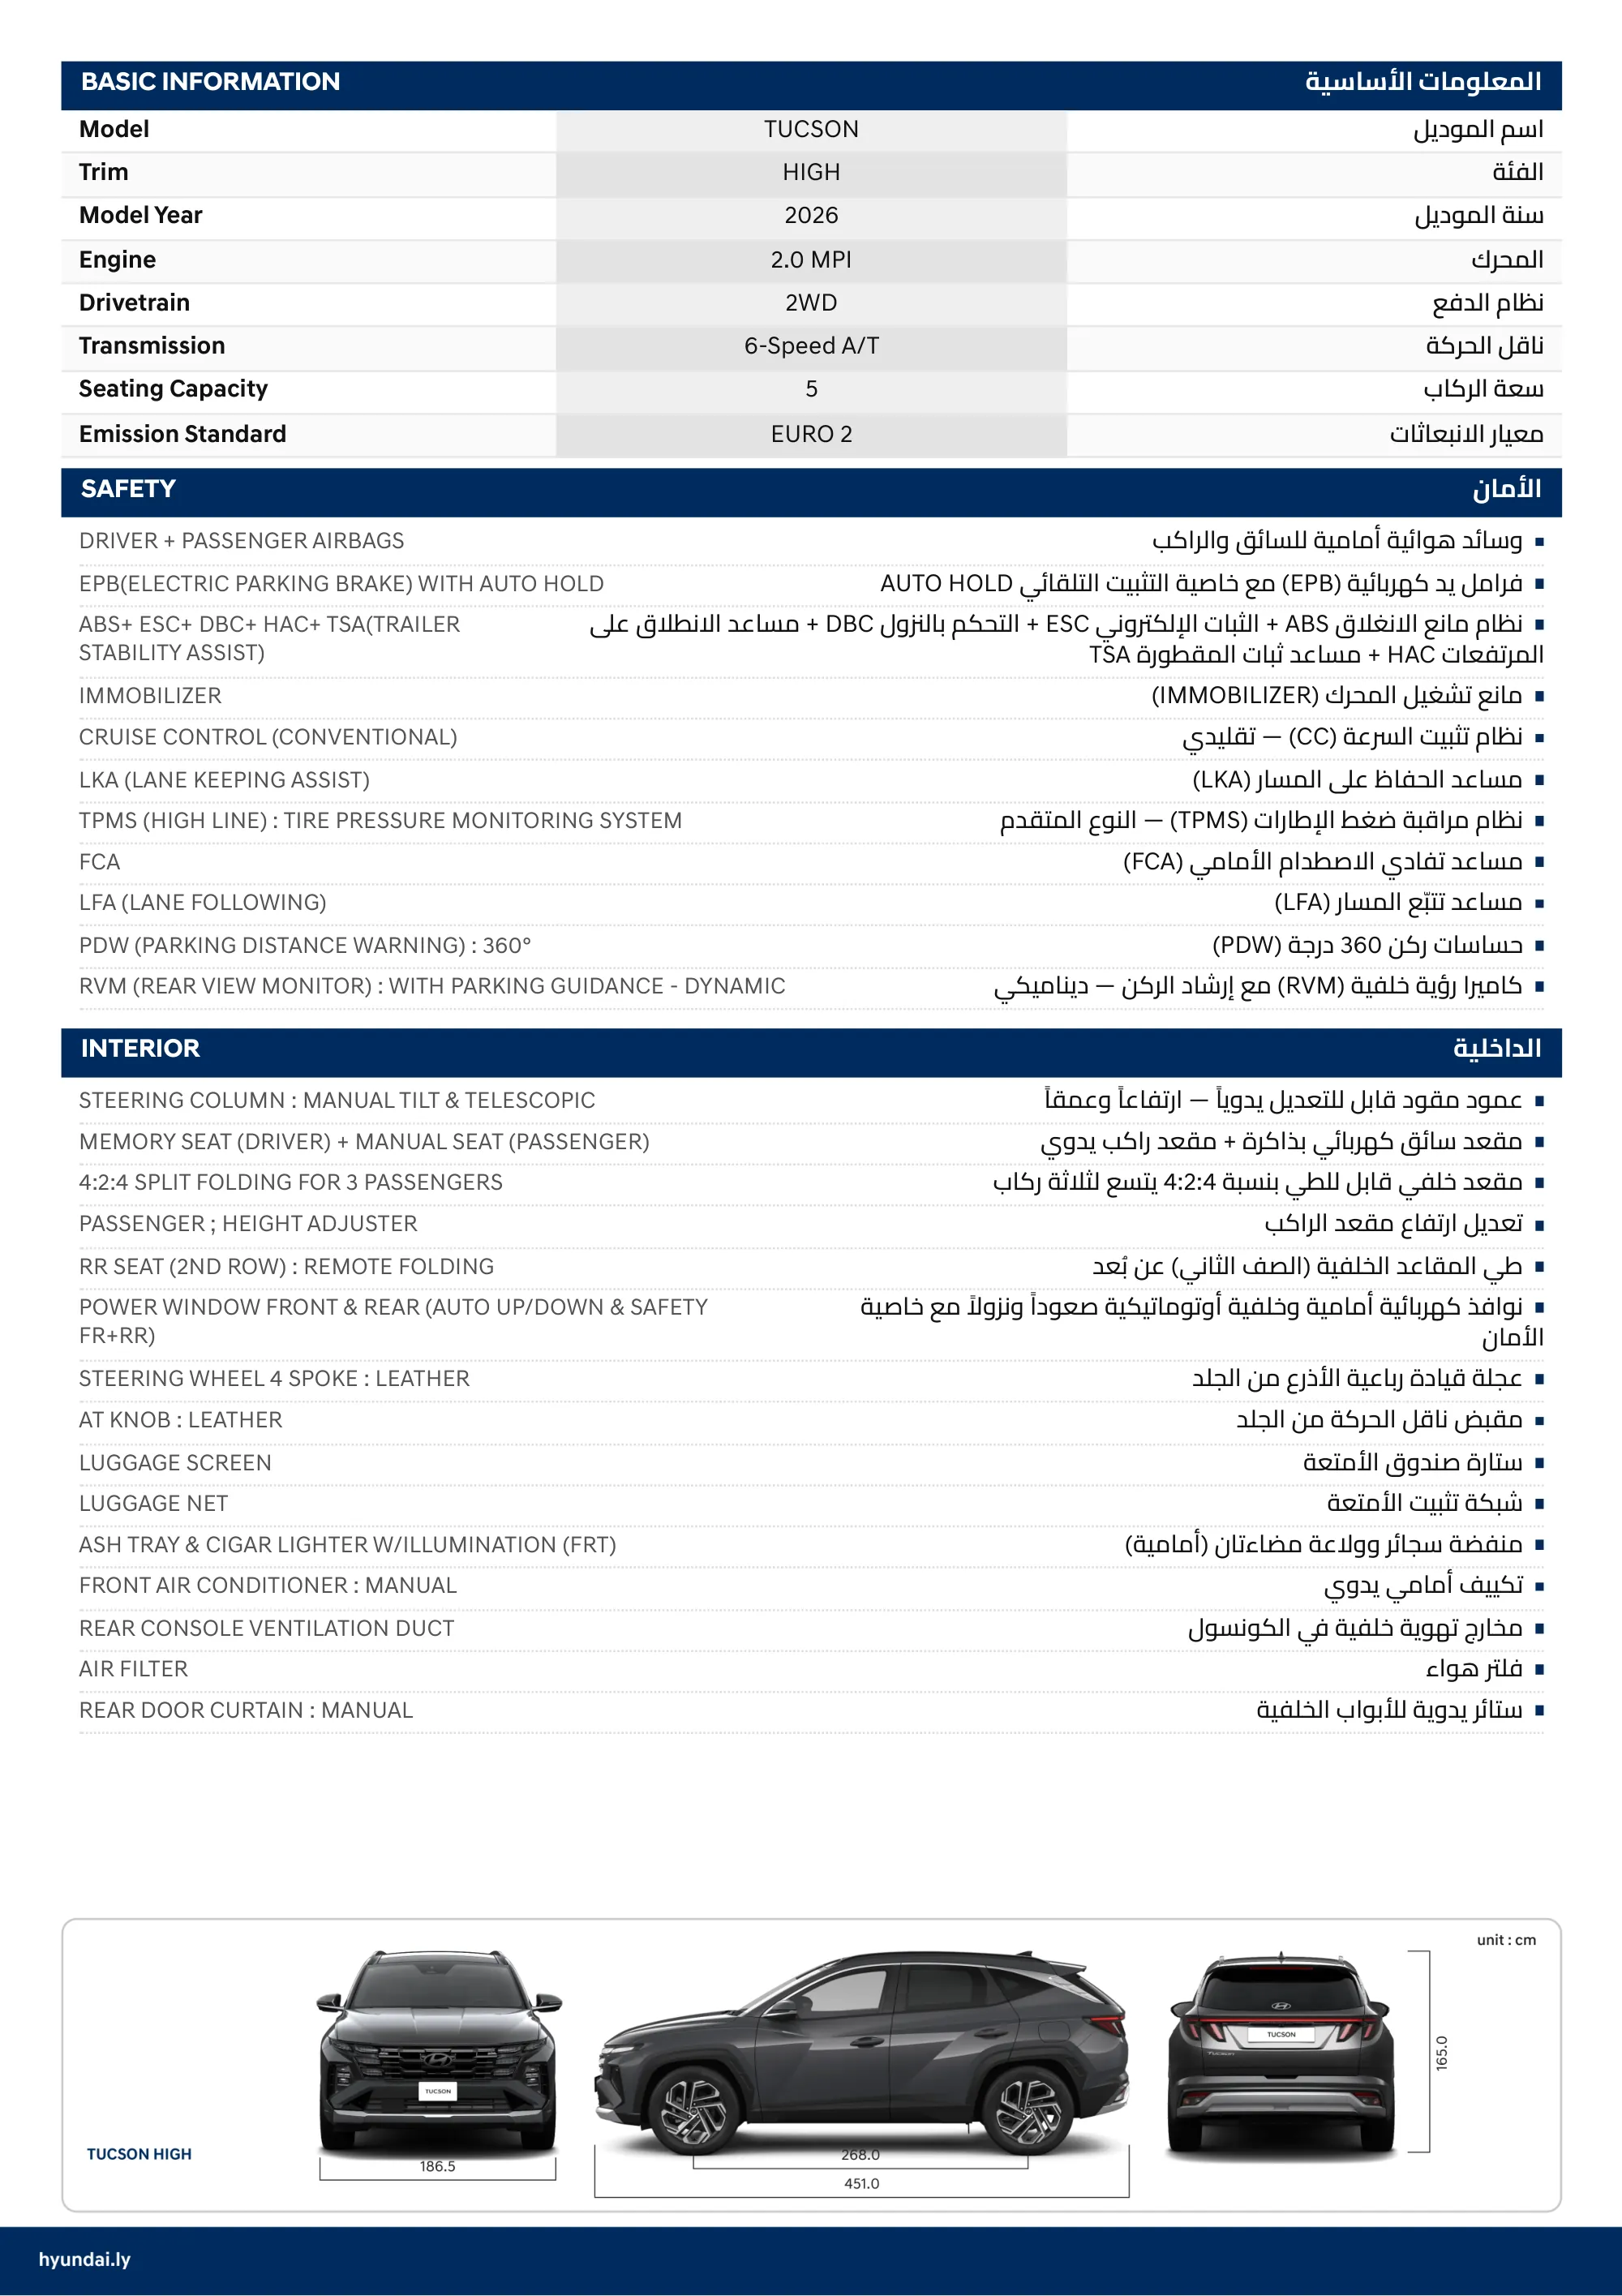 BASIC INFORMATION المعلومات الأساسية
Model TUCSON اسم الموديل
Trim HIGH الفئة
Model Year 2026 سنة الموديل
Engine 2.0 MPI المحرك
Drivetrain 2WD نظام الدفع
Transmission 6-Speed A/T ناقل الحركة
Seating Capacity 5 سعة الركاب
Emission Standard EURO 2 معيار الانبعاثات
SAFETY الأمان
DRIVER + PASSENGER AIRBAGS ▪ وسائد هوائية أمامية للسائق والراكب
EPB(ELECTRIC PARKING BRAKE) WITH AUTO HOLD ▪ فرامل يد كهربائية (EPB) مع خاصية التثبيت التلقائي AUTO HOLD
ABS+ ESC+ DBC+ HAC+ TSA(TRAILER ▪ نظام مانع الانغلاق ABS + الثبات الإلكتروني ESC + التحكم بالنزول DBC + مساعد الانطلاق على
STABILITY ASSIST) المرتفعات HAC + مساعد ثبات المقطورة TSA
IMMOBILIZER ▪ مانع تشغيل المحرك (IMMOBILIZER)
CRUISE CONTROL (CONVENTIONAL) ▪ نظام تثبيت السرعة (CC) — تقليدي
LKA (LANE KEEPING ASSIST) ▪ مساعد الحفاظ على المسار (LKA)
TPMS (HIGH LINE) : TIRE PRESSURE MONITORING SYSTEM ▪ نظام مراقبة ضغط الإطارات (TPMS) — النوع المتقدم
FCA ▪ مساعد تفادي الاصطدام الأمامي (FCA)
LFA (LANE FOLLOWING) ▪ مساعد تتبّع المسار (LFA)
PDW (PARKING DISTANCE WARNING) : 360° ▪ حساسات ركن 360 درجة (PDW)
RVM (REAR VIEW MONITOR) : WITH PARKING GUIDANCE - DYNAMIC ▪ كاميرا رؤية خلفية (RVM) مع إرشاد الركن — ديناميكي
INTERIOR الداخلية
STEERING COLUMN : MANUAL TILT & TELESCOPIC ▪ عمود مقود قابل للتعديل يدوياً — ارتفاعاً وعمقاً
MEMORY SEAT (DRIVER) + MANUAL SEAT (PASSENGER) ▪ مقعد سائق كهربائي بذاكرة + مقعد راكب يدوي
4:2:4 SPLIT FOLDING FOR 3 PASSENGERS ▪ مقعد خلفي قابل للطي بنسبة 4:2:4 يتسع لثلاثة ركاب
PASSENGER ; HEIGHT ADJUSTER ▪ تعديل ارتفاع مقعد الراكب
RR SEAT (2ND ROW) : REMOTE FOLDING ▪ طي المقاعد الخلفية (الصف الثاني) عن بُعد
POWER WINDOW FRONT & REAR (AUTO UP/DOWN & SAFETY ▪ نوافذ كهربائية أمامية وخلفية أوتوماتيكية صعوداً ونزولاً مع خاصية
FR+RR) الأمان
STEERING WHEEL 4 SPOKE : LEATHER ▪ عجلة قيادة رباعية الأذرع من الجلد
AT KNOB : LEATHER ▪ مقبض ناقل الحركة من الجلد
LUGGAGE SCREEN ▪ ستارة صندوق الأمتعة
LUGGAGE NET ▪ شبكة تثبيت الأمتعة
ASH TRAY & CIGAR LIGHTER W/ILLUMINATION (FRT) ▪ منفضة سجائر وولاعة مضاءتان (أمامية)
FRONT AIR CONDITIONER : MANUAL ▪ تكييف أمامي يدوي
REAR CONSOLE VENTILATION DUCT ▪ مخارج تهوية خلفية في الكونسول
AIR FILTER ▪ فلتر هواء
REAR DOOR CURTAIN : MANUAL ▪ ستائر يدوية للأبواب الخلفية
unit : cm
TUCSON
TUCSON
TUCSON
165.0
TUCSON HIGH
186.5
268.0
451.0
hyundai.ly